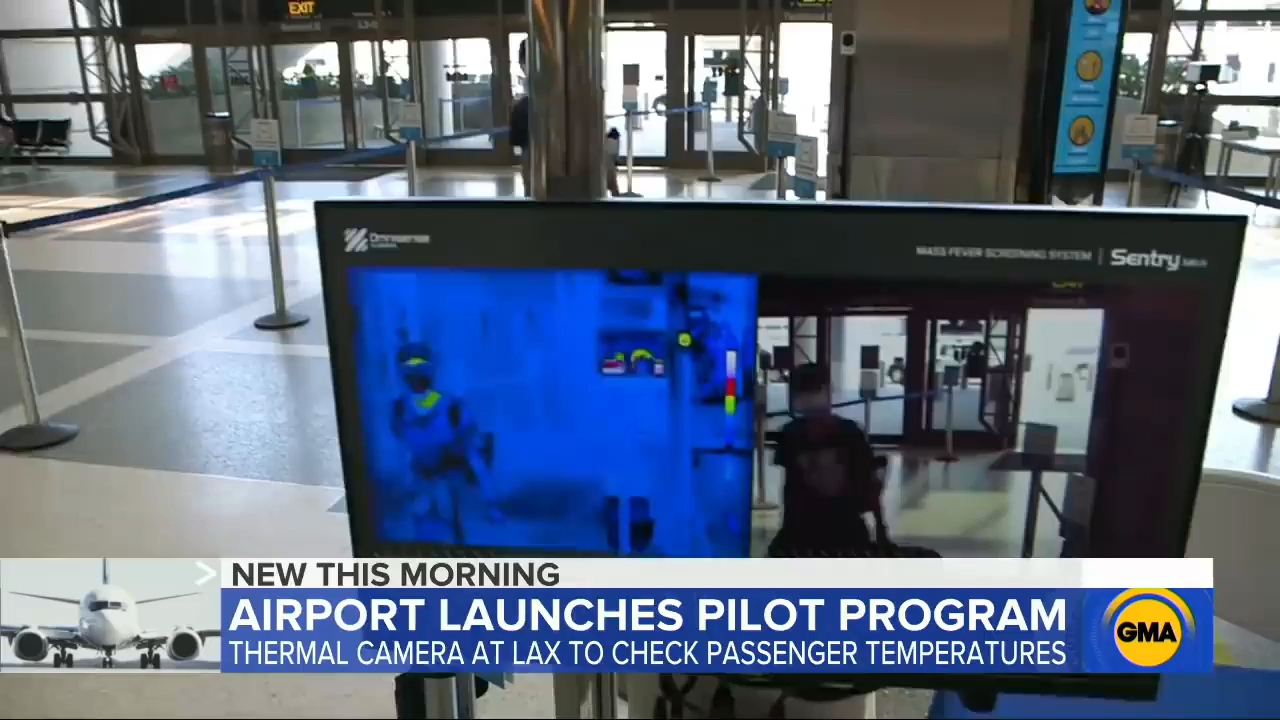 EXIT
Omnisense
MASS FEVER SCREENING SYSTEM | Sentry
EXIT
NEW THIS MORNING
AIRPORT LAUNCHES PILOT PROGRAM
THERMAL CAMERA AT LAX TO CHECK PASSENGER TEMPERATURES
GMA